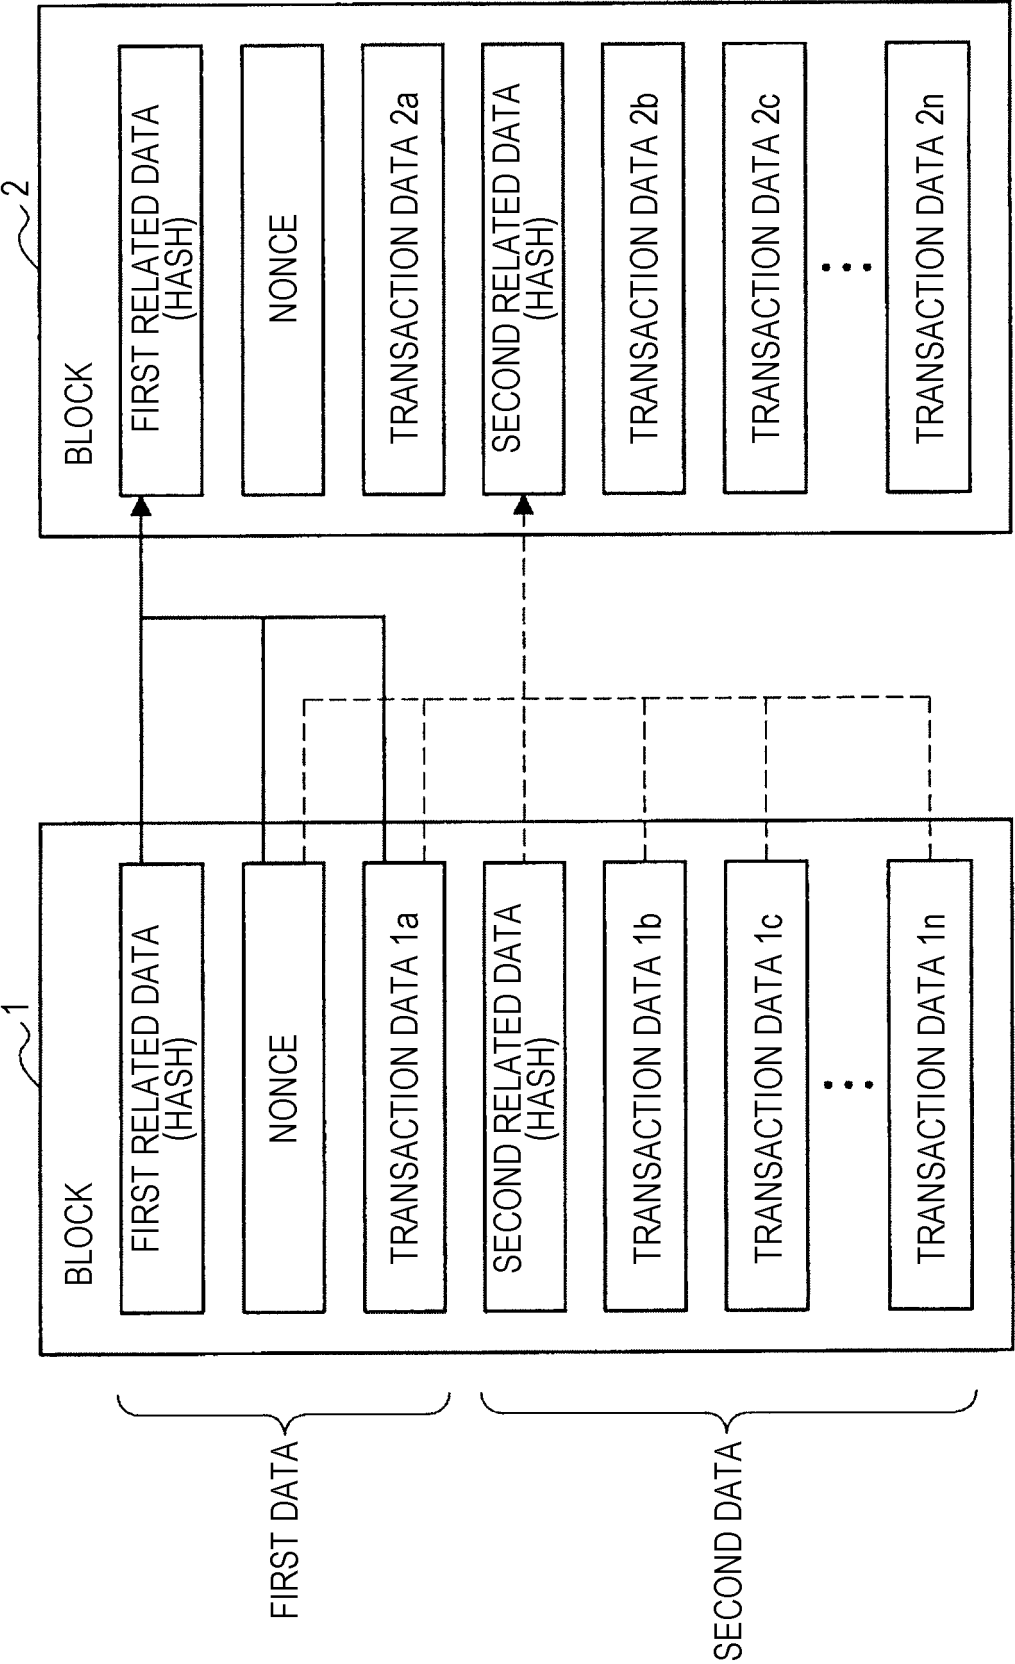 1
BLOCK
FIRST RELATED DATA
(HASH)
NONCE
TRANSACTION DATA 1a
SECOND RELATED DATA
(HASH)
TRANSACTION DATA 1b
TRANSACTION DATA 1c
TRANSACTION DATA 1n
FIRST DATA
SECOND DATA
2
BLOCK
FIRST RELATED DATA
(HASH)
NONCE
TRANSACTION DATA 2a
SECOND RELATED DATA
(HASH)
TRANSACTION DATA 2b
TRANSACTION DATA 2c
TRANSACTION DATA 2n